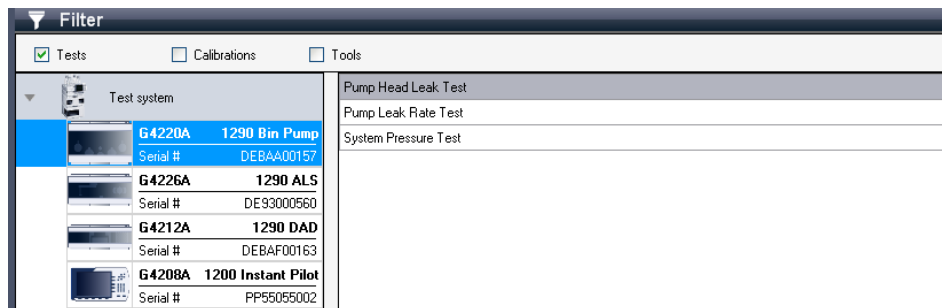 Filter
Tests Calibrations Tools
Test system
G4220A 1290 Bin Pump
Serial # DEBAA00157
G4226A 1290 ALS
Serial # DE93000560
G4212A 1290 DAD
Serial # DEBAF00163
G4208A 1200 Instant Pilot
Serial # PP55055002
Pump Head Leak Test
Pump Leak Rate Test
System Pressure Test